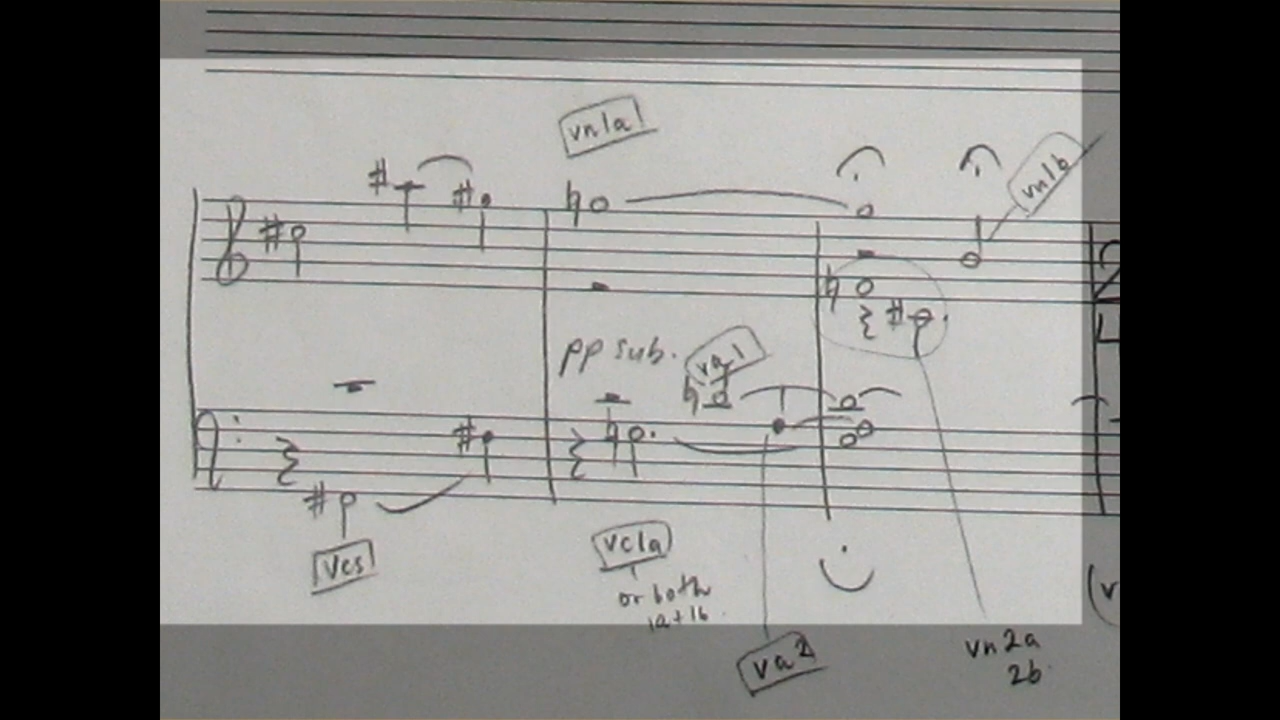 vn1a
vn1b
pp sub.
va1
vcs
vc1a
or both
1a+1b
va2
vn2a
2b.
(v